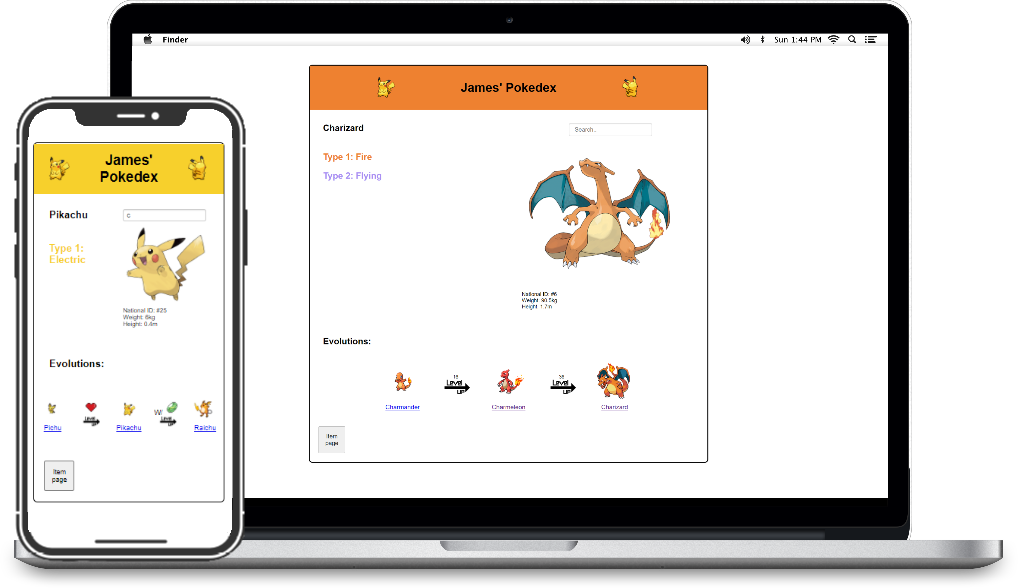 Finder
Sun 1:44 PM
James' Pokedex
Charizard
Search..
Type 1: Fire
Type 2: Flying
National ID: #6
Weight: 90.5kg
Height: 1.7m
Evolutions:
16
Level
UP
36
Level
UP
Charmander
Charmeleon
Charizard
Item
page
James'
Pokedex
Pikachu
c
Type 1:
Electric
National ID: #25
Weight: 6kg
Height: 0.4m
Evolutions:
W/
Level
Level
Pichu
Pikachu
Raichu
Item
page